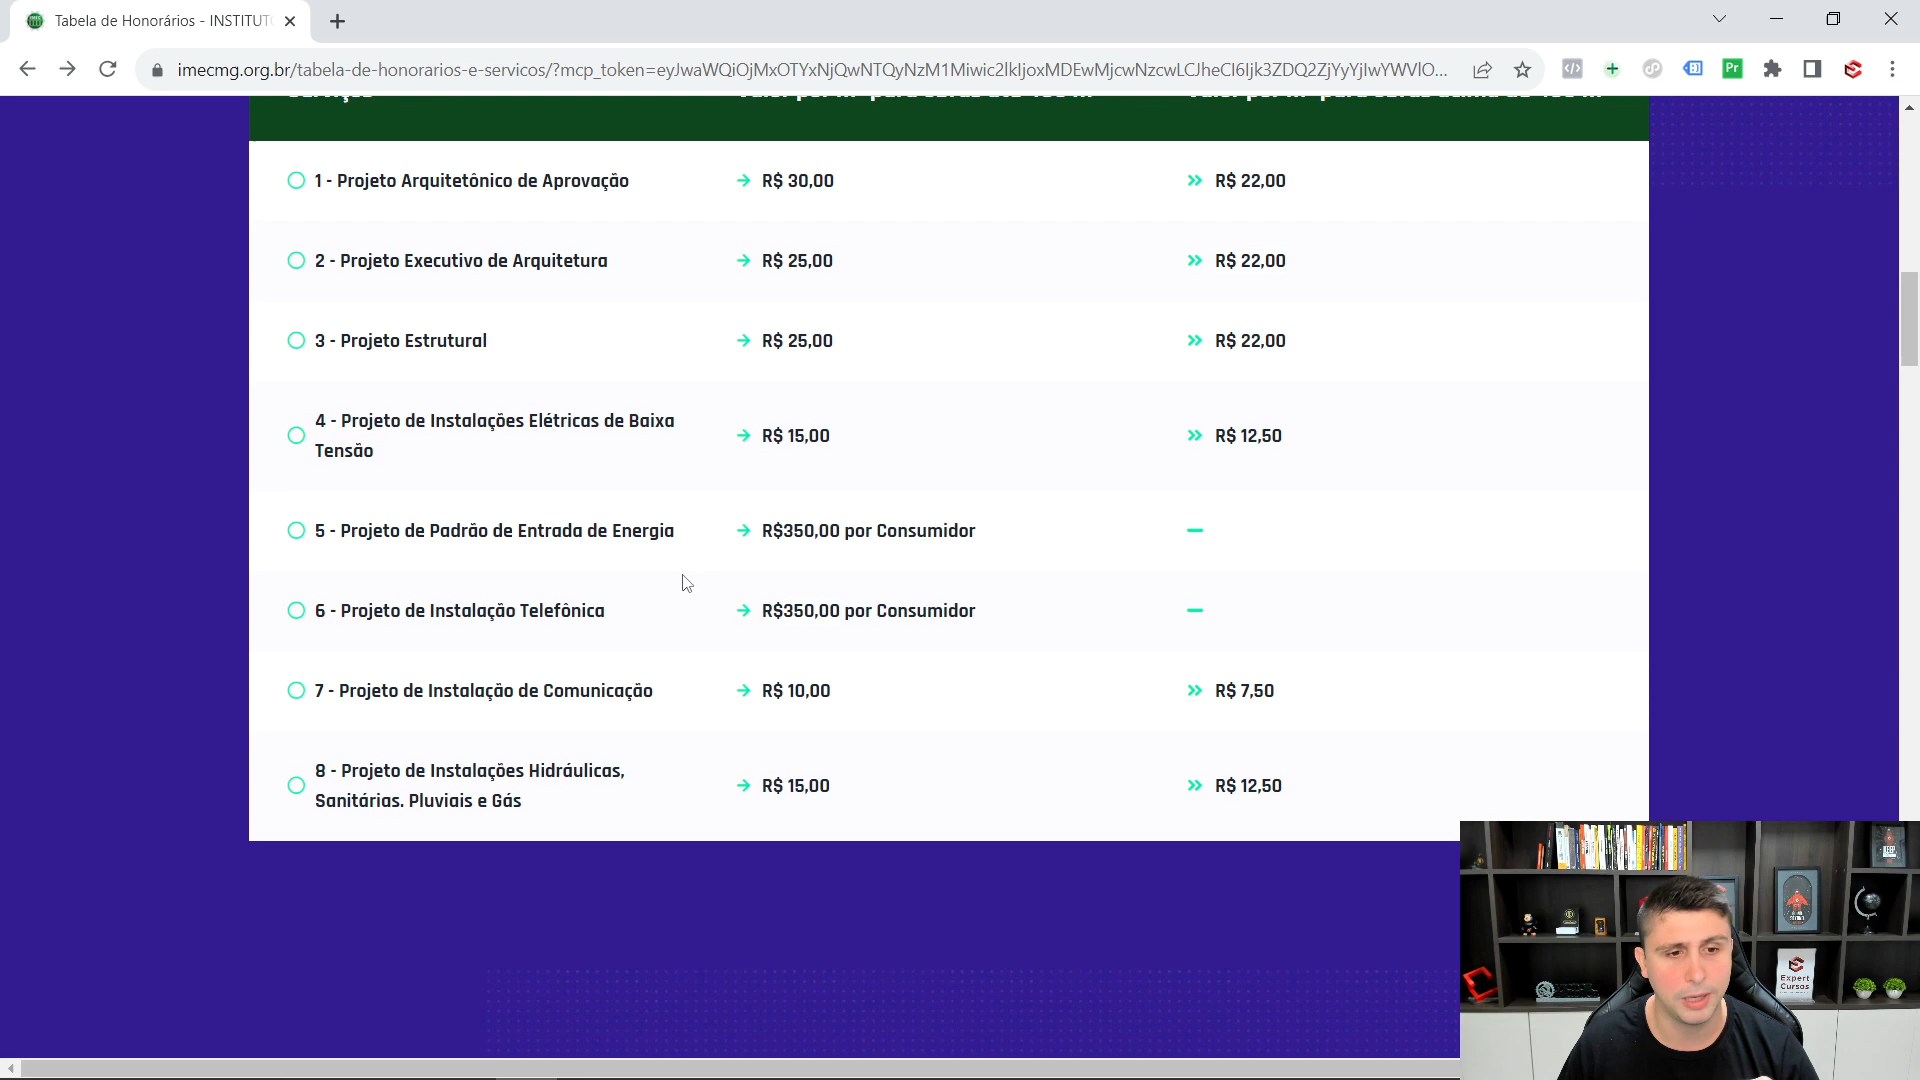 Tabela de Honorários - INSTITUT
imecmg.org.br/tabela-de-honorarios-e-servicos/?mcp_token=eyJwaWQiOjMxOTYxNjQwNTQyNzM1Miwic2lkIjoxMDEwMjcwNzcwLCJheCI6Ijk3ZDQ2ZjYyYjIwYWVlO...
1 - Projeto Arquitetônico de Aprovação R$ 30,00 R$ 22,00
2 - Projeto Executivo de Arquitetura R$ 25,00 R$ 22,00
3 - Projeto Estrutural R$ 25,00 R$ 22,00
4 - Projeto de Instalações Elétricas de Baixa
Tensão R$ 15,00 R$ 12,50
5 - Projeto de Padrão de Entrada de Energia R$350,00 por Consumidor
6 - Projeto de Instalação Telefônica R$350,00 por Consumidor
7 - Projeto de Instalação de Comunicação R$ 10,00 R$ 7,50
8 - Projeto de Instalações Hidráulicas,
Sanitárias. Pluviais e Gás R$ 15,00 R$ 12,50
Expert
Cursos